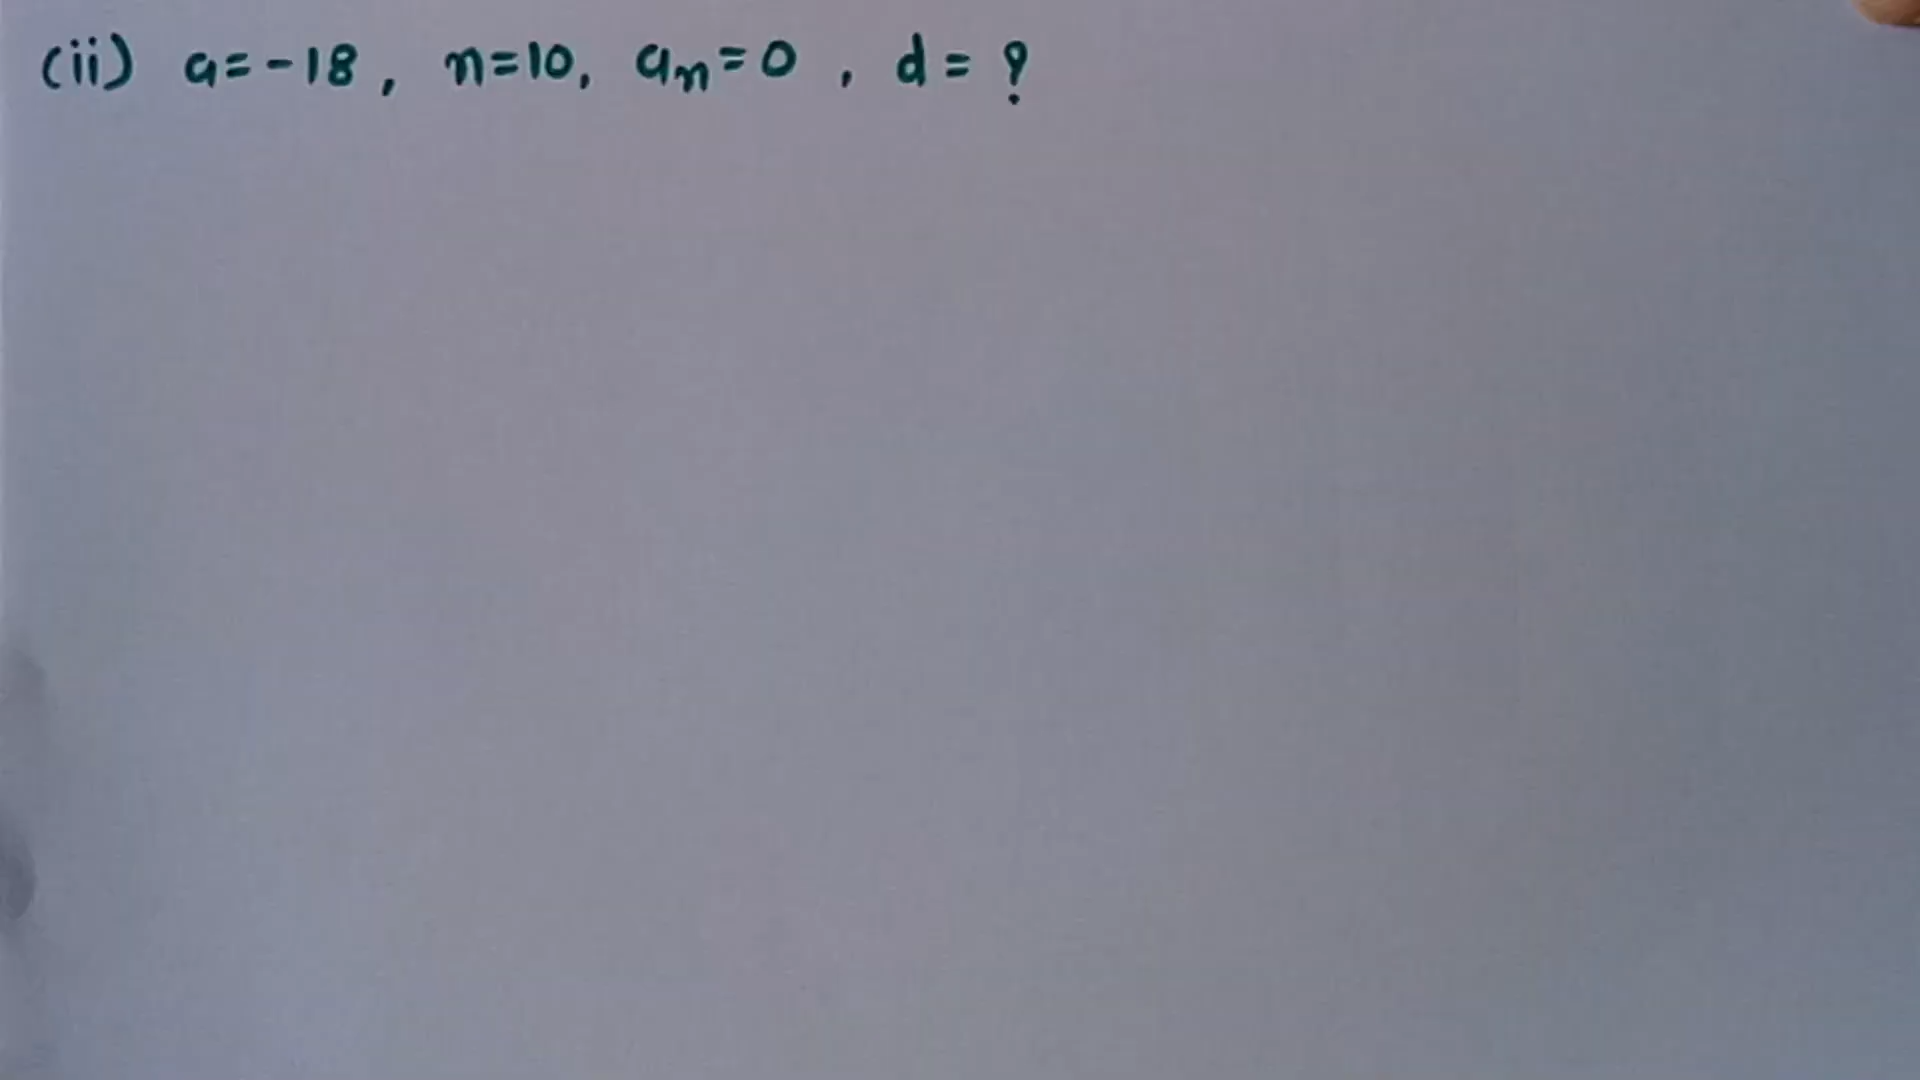 (ii) a=-18, n=10, aₙ=0, d=?